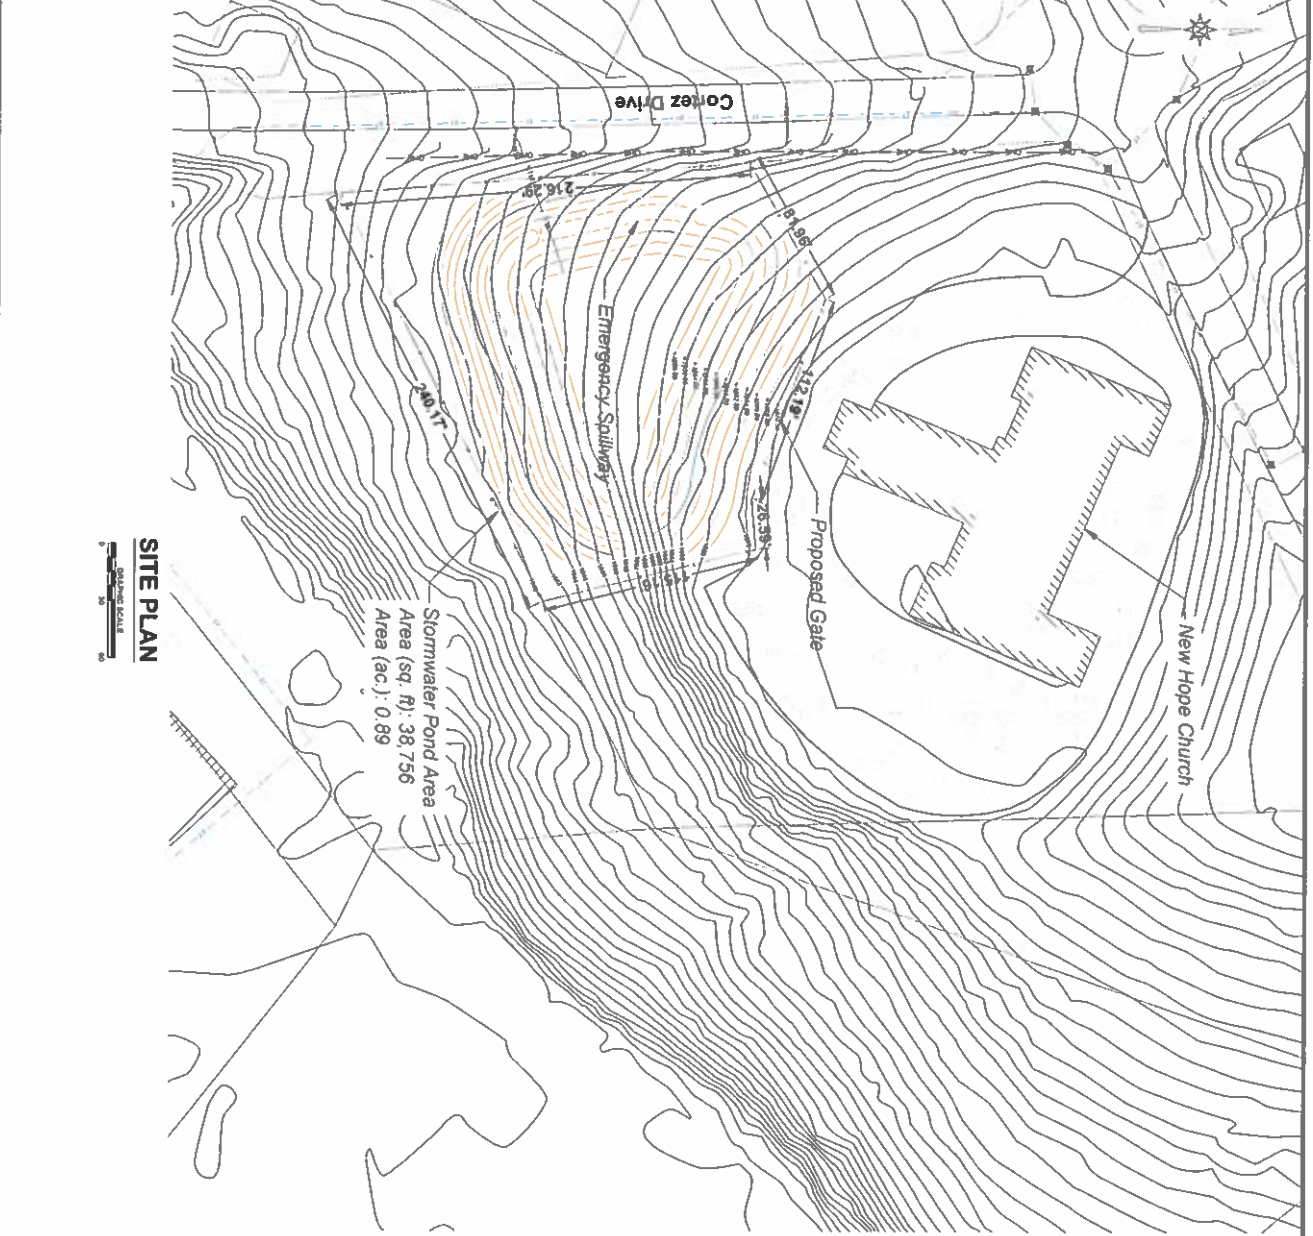 Cortez Drive
216.29'
81.96'
Emergency Spillway
112.19'
240.17'
26.39'
Proposed Gate
New Hope Church
Stormwater Pond Area
Area (sq. ft): 38,756
Area (ac.): 0.89
SITE PLAN
GRAPHIC SCALE
0 30 60
N